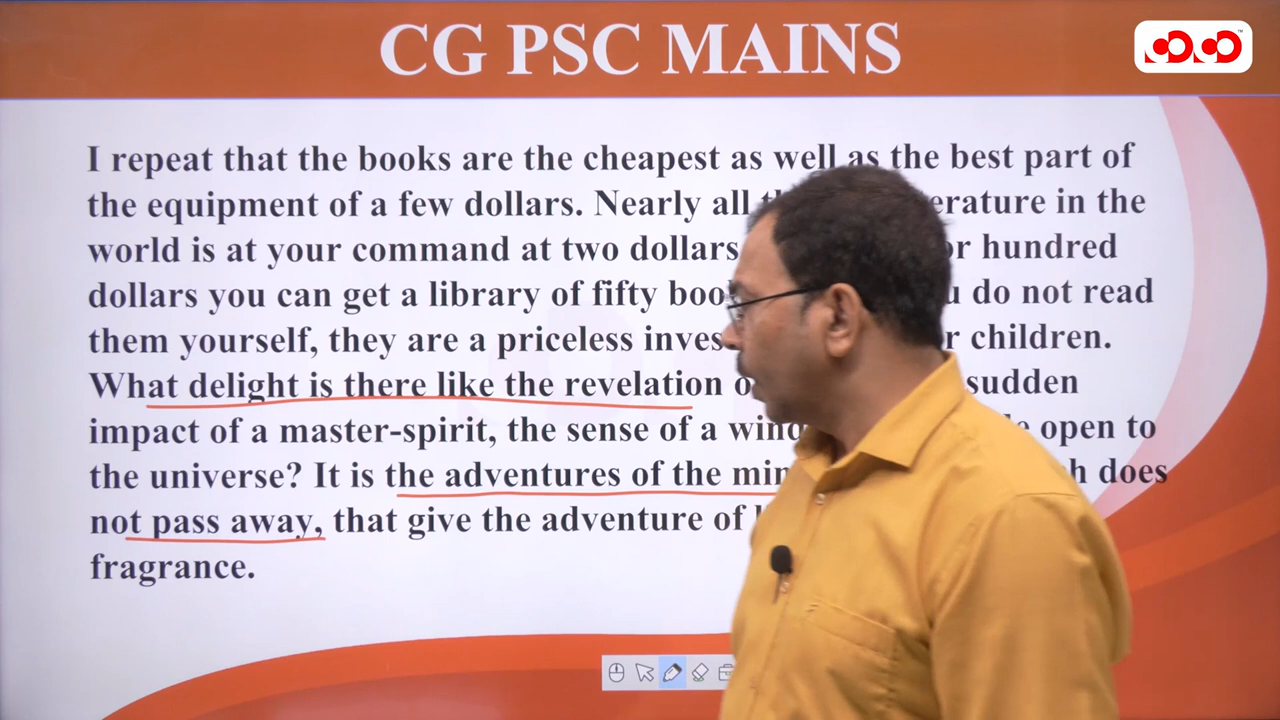 CG PSC MAINS
I repeat that the books are the cheapest as well as the best part of
the equipment of a few dollars. Nearly all in the
world is at your command at two dollars hundred
dollars you can get a library of fifty do not read
them yourself, they are a priceless children.
What delight is there like the revelation sudden
impact of a master-spirit, the sense of a open to
the universe? It is the adventures of the does
not pass away, that give the adventure of
fragrance.